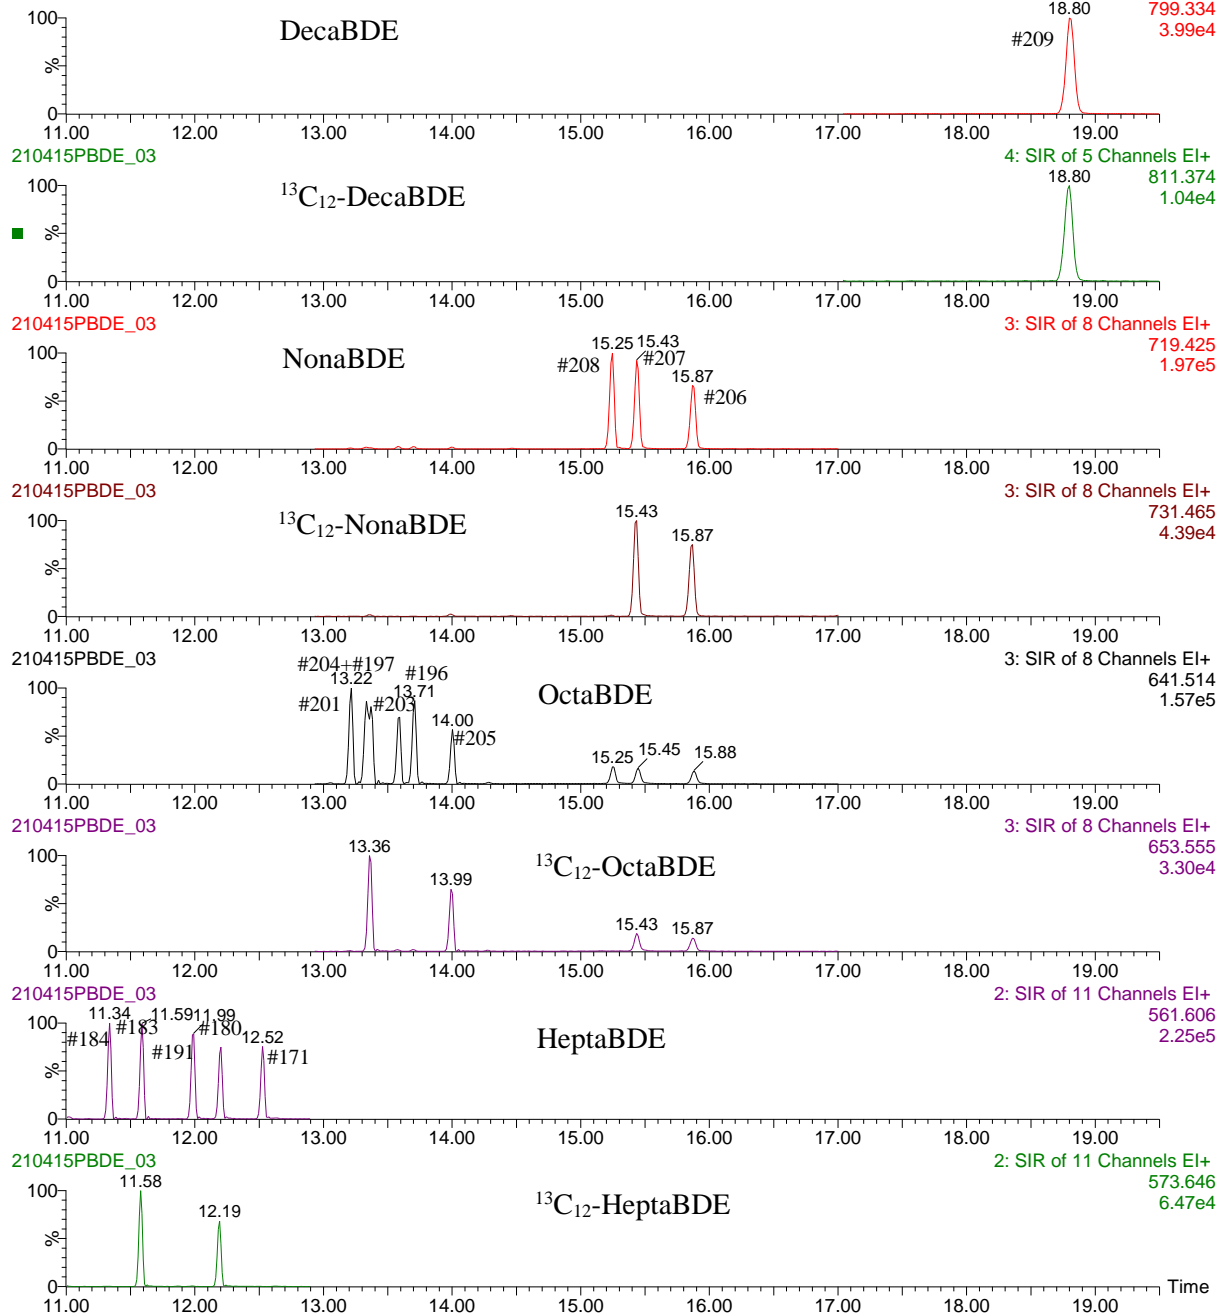 18.80 799.334
100 DecaBDE #209 3.99e4
%
0
11.00 12.00 13.00 14.00 15.00 16.00 17.00 18.00 19.00
210415PBDE_03 4: SIR of 5 Channels EI+
100 ¹³C₁₂-DecaBDE 18.80 811.374
1.04e4
%
0
11.00 12.00 13.00 14.00 15.00 16.00 17.00 18.00 19.00
210415PBDE_03 3: SIR of 8 Channels EI+
100 NonaBDE #208 15.25 15.43 #207 719.425
15.87 #206 1.97e5
%
0
11.00 12.00 13.00 14.00 15.00 16.00 17.00 18.00 19.00
210415PBDE_03 3: SIR of 8 Channels EI+
100 ¹³C₁₂-NonaBDE 15.43 731.465
15.87 4.39e4
%
0
11.00 12.00 13.00 14.00 15.00 16.00 17.00 18.00 19.00
210415PBDE_03 3: SIR of 8 Channels EI+
#204+#197 #196 641.514
100 13.22 13.71 OctaBDE 1.57e5
#201 #203 14.00 #205
15.25 15.45 15.88
%
0
11.00 12.00 13.00 14.00 15.00 16.00 17.00 18.00 19.00
210415PBDE_03 3: SIR of 8 Channels EI+
100 13.36 ¹³C₁₂-OctaBDE 653.555
13.99 3.30e4
15.43 15.87
%
0
11.00 12.00 13.00 14.00 15.00 16.00 17.00 18.00 19.00
210415PBDE_03 2: SIR of 11 Channels EI+
100 11.34 11.59 11.99 561.606
#184 #183 #191 #180 12.52 #171 HeptaBDE 2.25e5
%
0
11.00 12.00 13.00 14.00 15.00 16.00 17.00 18.00 19.00
210415PBDE_03 2: SIR of 11 Channels EI+
100 11.58 ¹³C₁₂-HeptaBDE 573.646
12.19 6.47e4
%
0 Time
11.00 12.00 13.00 14.00 15.00 16.00 17.00 18.00 19.00